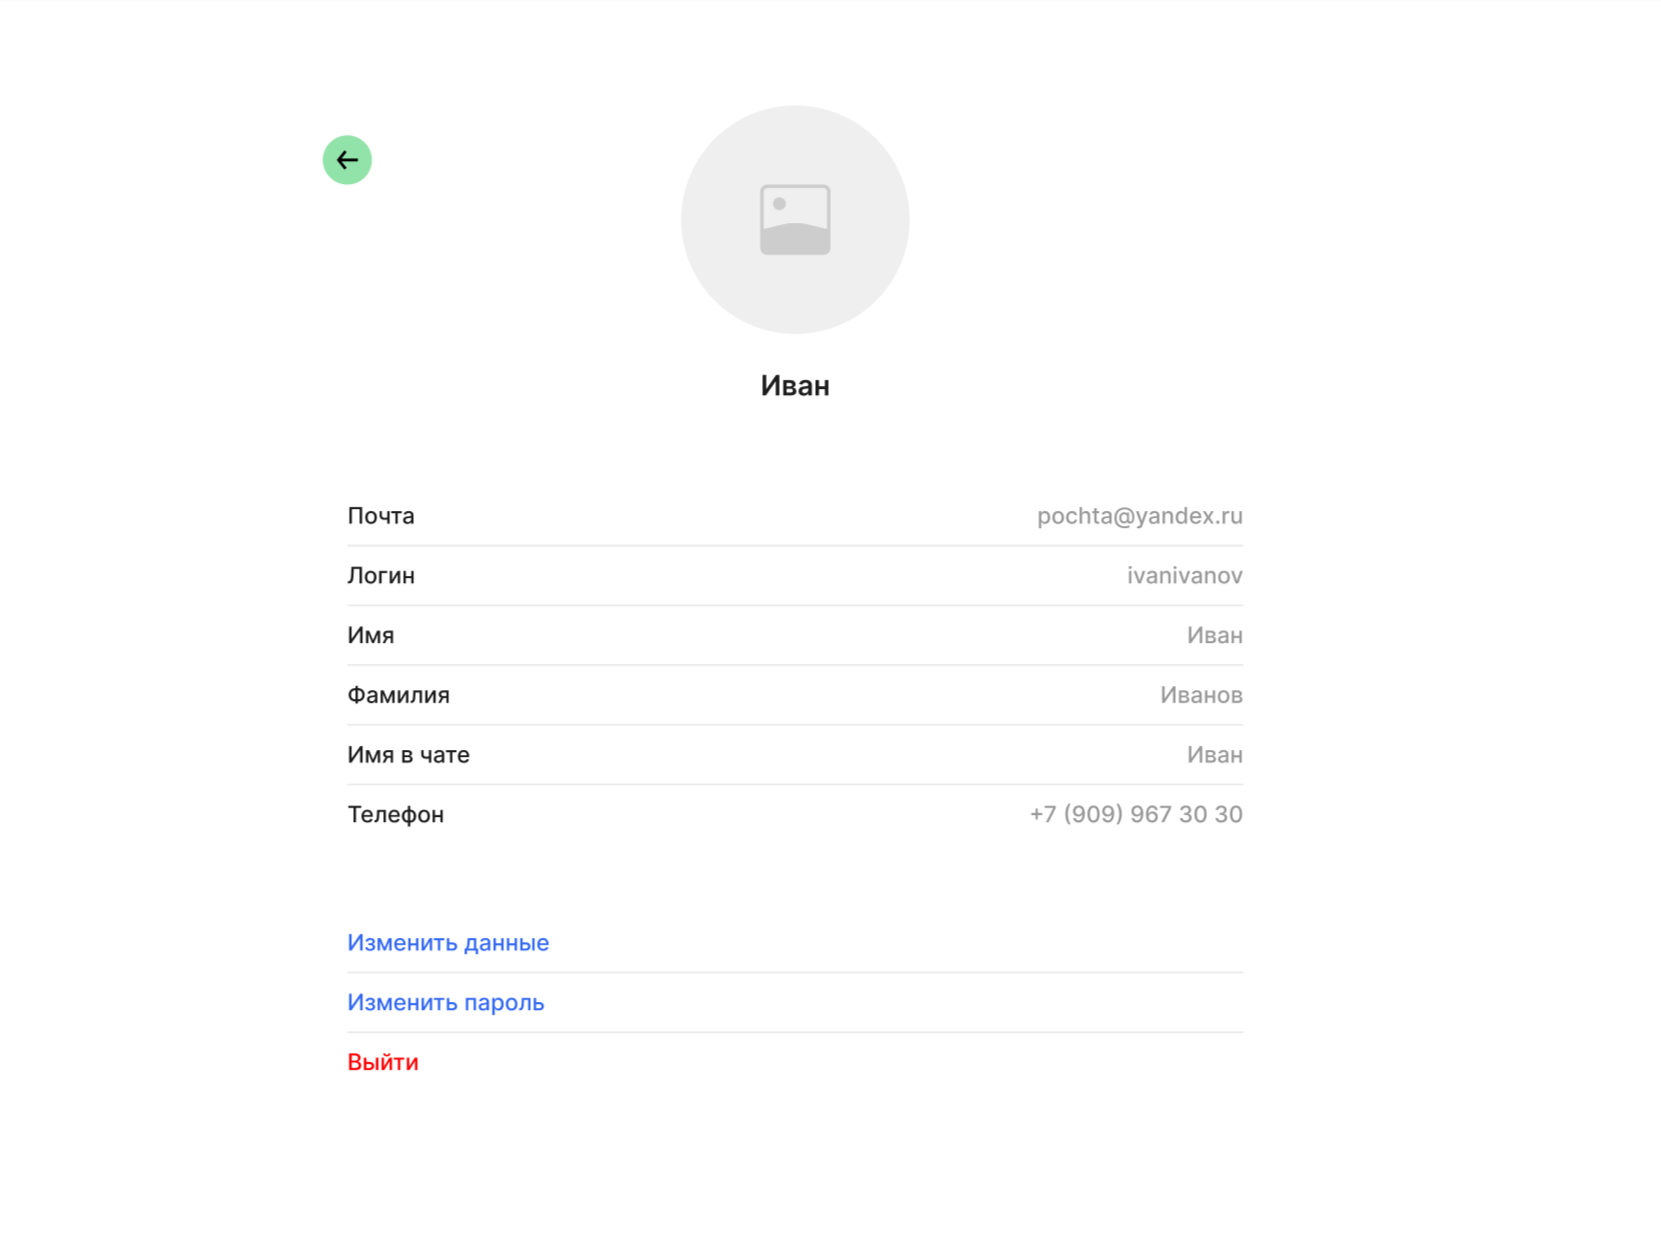 Иван
Почта pochta@yandex.ru
Логин ivanivanov
Имя Иван
Фамилия Иванов
Имя в чате Иван
Телефон +7 (909) 967 30 30
Изменить данные
Изменить пароль
Выйти